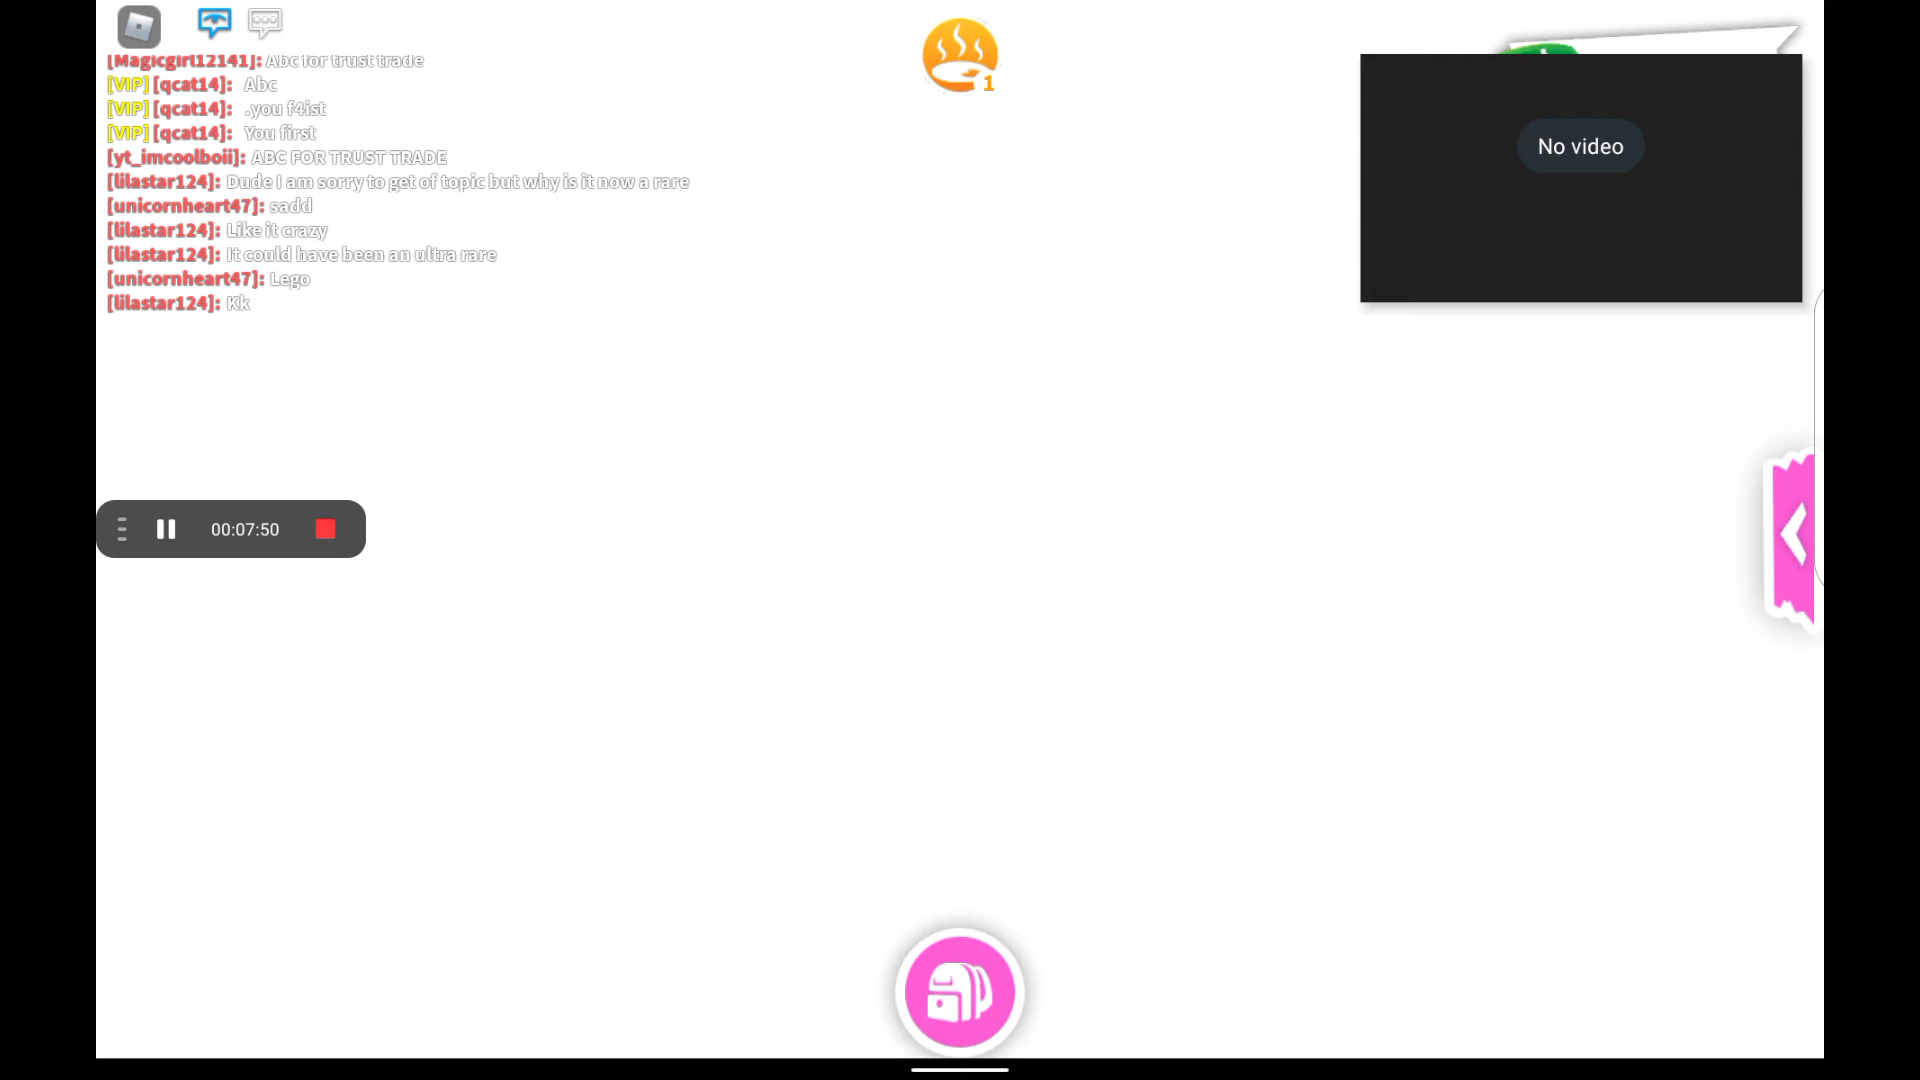 [Magicgirl12141]: Abc for trust trade
[VIP] [qcat14]: Abc
[VIP] [qcat14]: .you f4ist
[VIP] [qcat14]: You first
[yt_imcoolboii]: ABC FOR TRUST TRADE
[lilastar124]: Dude I am sorry to get of topic but why is it now a rare
[unicornheart47]: sadd
[lilastar124]: Like it crazy
[lilastar124]: It could have been an ultra rare
[unicornheart47]: Lego
[lilastar124]: Kk
1
No video
00:07:50